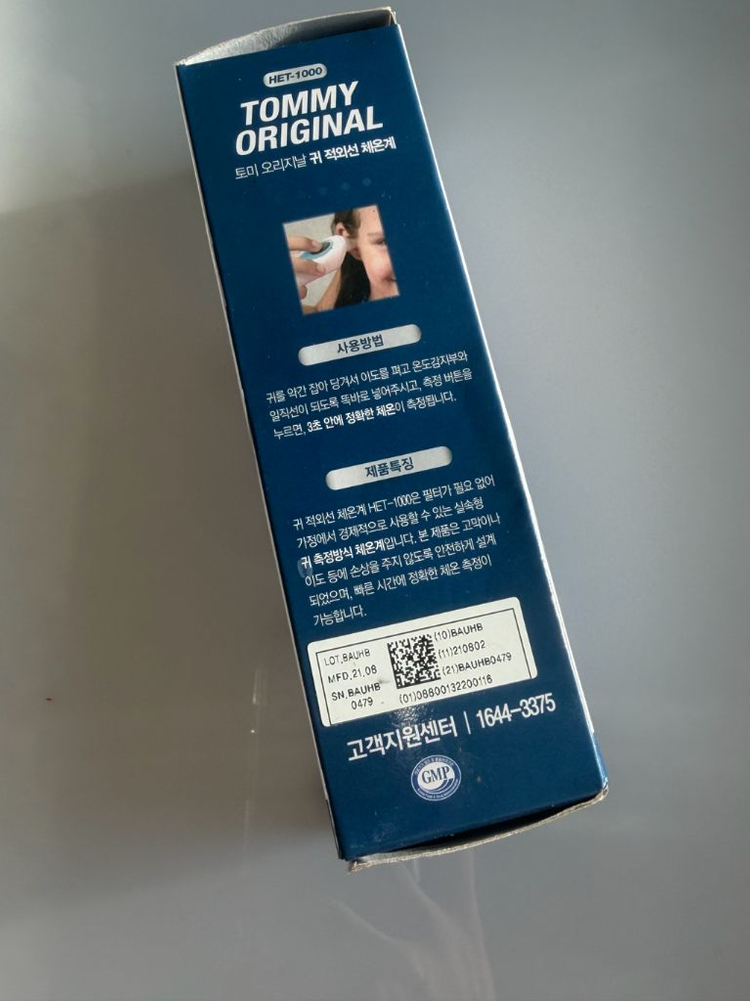 HET-1000
TOMMY
ORIGINAL
토미 오리지날 귀 적외선 체온계
사용방법
귀를 약간 잡아 당겨서 이도를 펴고 온도감지부와
일직선이 되도록 똑바로 넣어주시고, 측정 버튼을
누르면, 3초 안에 정확한 체온이 측정됩니다.
제품특징
귀 적외선 체온계 HET-1000은 필터가 필요 없어
가정에서 경제적으로 사용할 수 있는 실속형
귀 측정방식 체온계입니다. 본 제품은 고막이나
이도 등에 손상을 주지 않도록 안전하게 설계
되었으며, 빠른 시간에 정확한 체온 측정이
가능합니다.
LOT.BAUHB
MFD.21.08
SN.BAUHB
0479
(10)BAUHB
(11)210802
(21)BAUHB0479
(01)08800132200116
고객지원센터 | 1644-3375
GMP